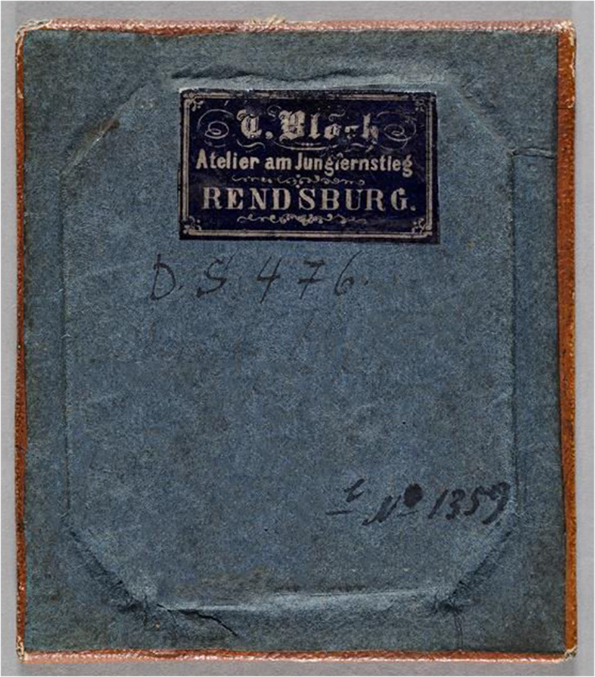 Bloch
Atelier am Jungfernstieg
RENDSBURG.
D.S. 476.
No 1359